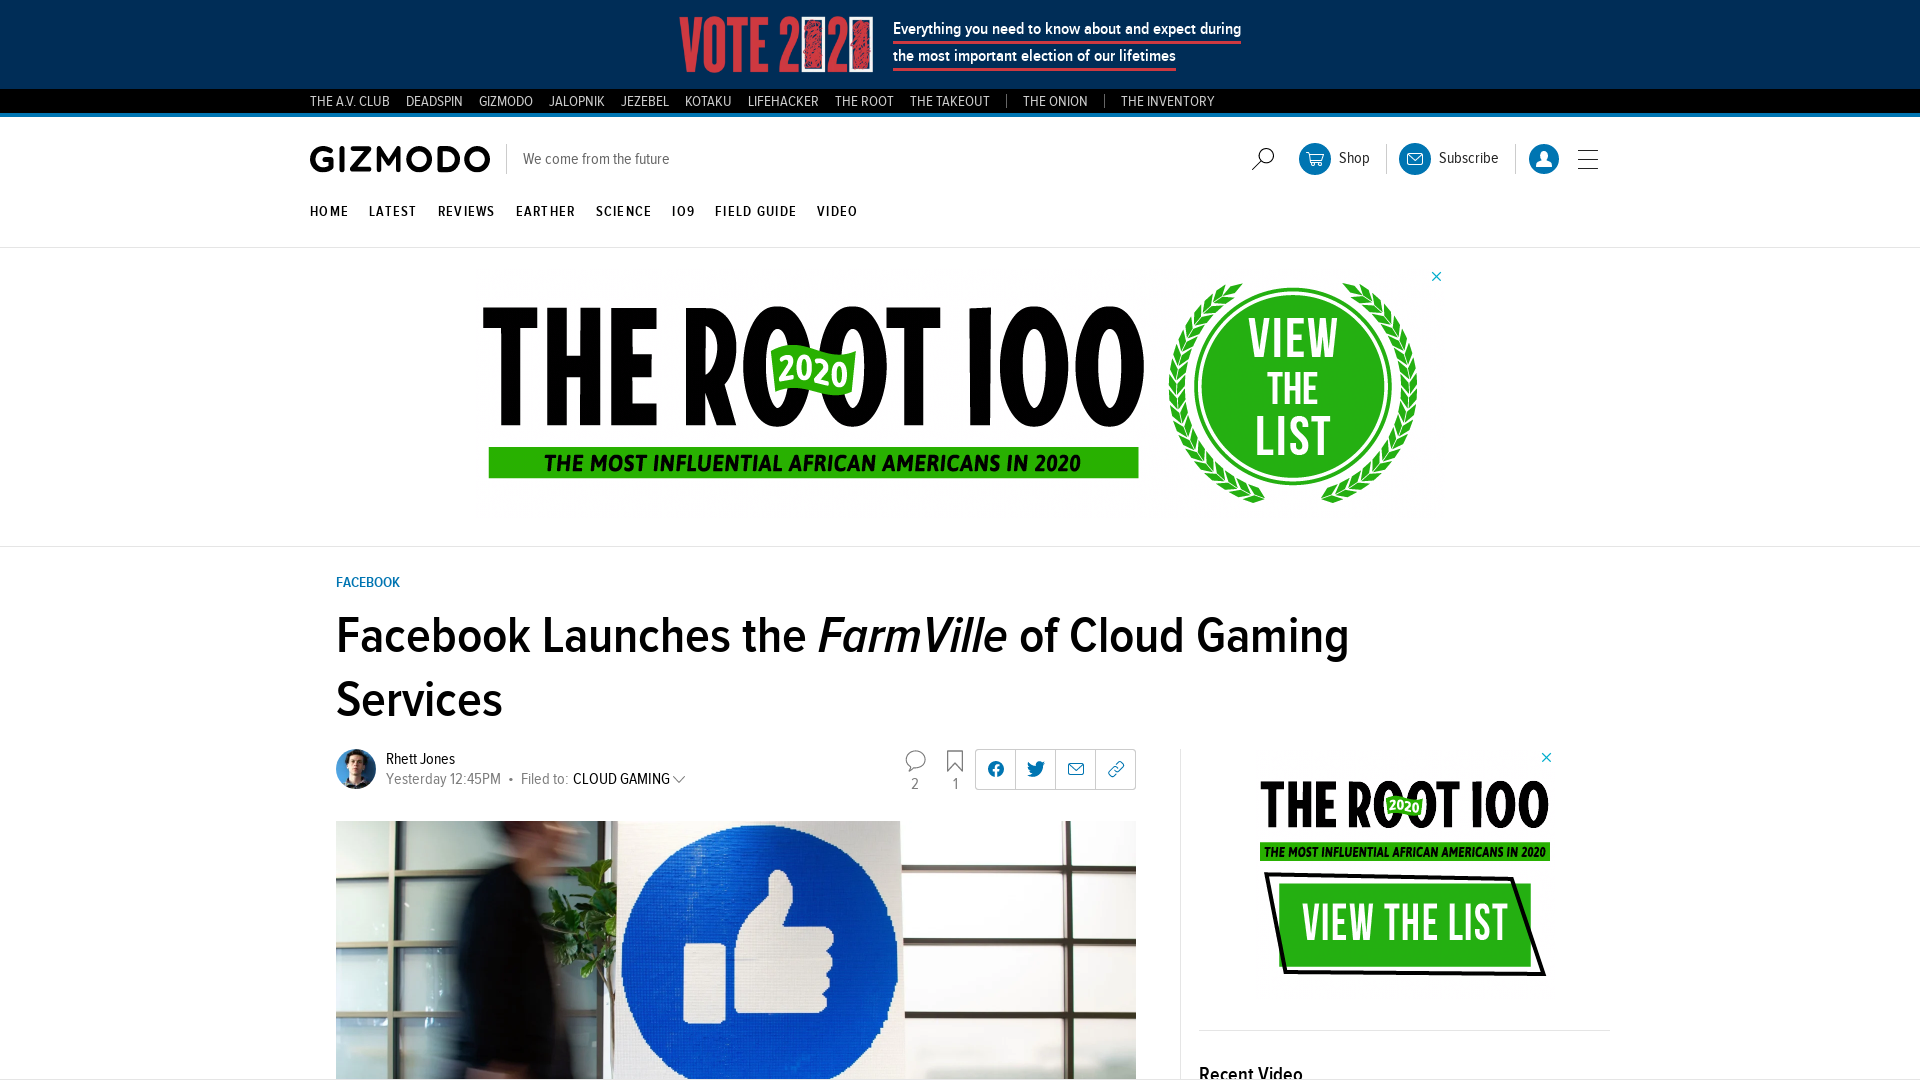 VOTE 2020
Everything you need to know about and expect during
the most important election of our lifetimes
THE A.V. CLUB DEADSPIN GIZMODO JALOPNIK JEZEBEL KOTAKU LIFEHACKER THE ROOT THE TAKEOUT THE ONION THE INVENTORY
GIZMODO We come from the future Shop Subscribe
HOME LATEST REVIEWS EARTHER SCIENCE IO9 FIELD GUIDE VIDEO
THE ROOT 100
2020
THE MOST INFLUENTIAL AFRICAN AMERICANS IN 2020
VIEW
THE
LIST
FACEBOOK
Facebook Launches the FarmVille of Cloud Gaming
Services
Rhett Jones
Yesterday 12:45PM • Filed to: CLOUD GAMING
2 1
THE ROOT 100
2020
THE MOST INFLUENTIAL AFRICAN AMERICANS IN 2020
VIEW THE LIST
Recent Video